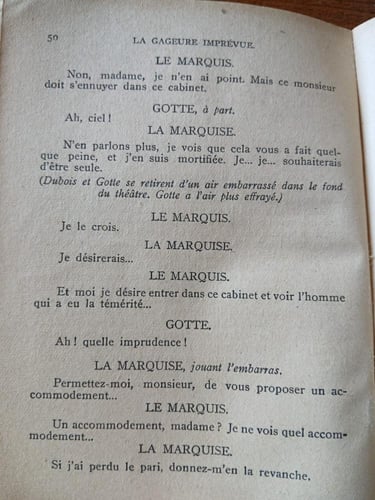 50
LA GAGEURE IMPRÉVUE.
LE MARQUIS.
Non, madame, je n'en ai point. Mais ce monsieur
doit s'ennuyer dans ce cabinet.
GOTTE, à part.
Ah, ciel !
LA MARQUISE.
N'en parlons plus, je vois que cela vous a fait quel-
que peine, et j'en suis mortifiée. Je... je... souhaiterais
d'être seule.
(Dubois et Gotte se retirent d'un air embarrassé dans le fond
du théâtre. Gotte a l'air plus effrayé.)
LE MARQUIS.
Je le crois.
LA MARQUISE.
Je désirerais...
LE MARQUIS.
Et moi je désire entrer dans ce cabinet et voir l'homme
qui a eu la témérité...
GOTTE.
Ah ! quelle imprudence !
LA MARQUISE, jouant l'embarras.
Permettez-moi, monsieur, de vous proposer un ac-
commodement...
LE MARQUIS.
Un accommodement, madame ? Je ne vois quel accom-
modement...
LA MARQUISE.
Si j'ai perdu le pari, donnez-m'en la revanche,